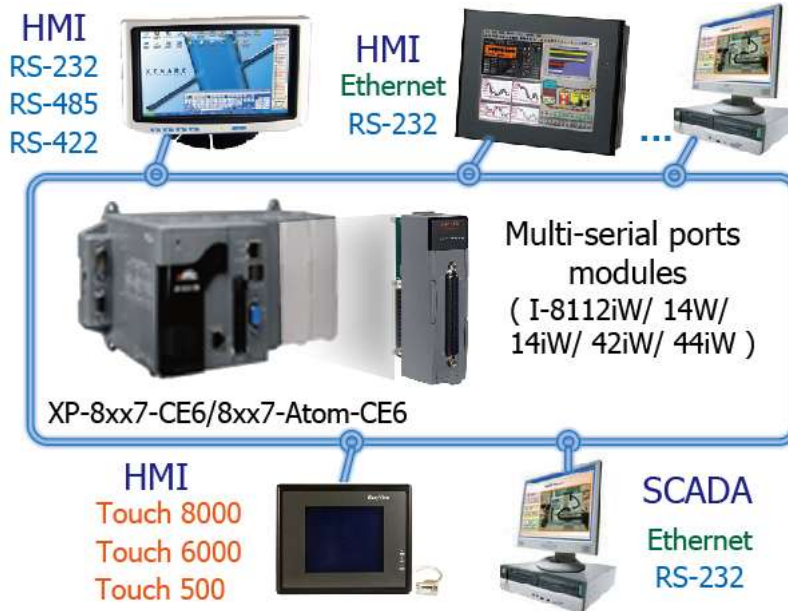 HMI
RS-232
RS-485
RS-422
XENARC
HMI
Ethernet
RS-232
...
Multi-serial ports
modules
( I-8112iW/ 14W/
14iW/ 42iW/ 44iW )
XP-8xx7-CE6/8xx7-Atom-CE6
HMI
Touch 8000
Touch 6000
Touch 500
SCADA
Ethernet
RS-232